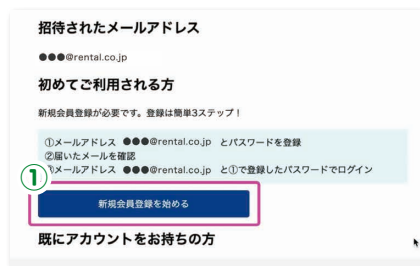 招待されたメールアドレス
●●●@rental.co.jp
初めてご利用される方
新規会員登録が必要です。登録は簡単3ステップ！
①メールアドレス ●●●@rental.co.jp とパスワードを登録
②届いたメールを確認
①
メールアドレス ●●●@rental.co.jp と①で登録したパスワードでログイン
新規会員登録を始める
既にアカウントをお持ちの方